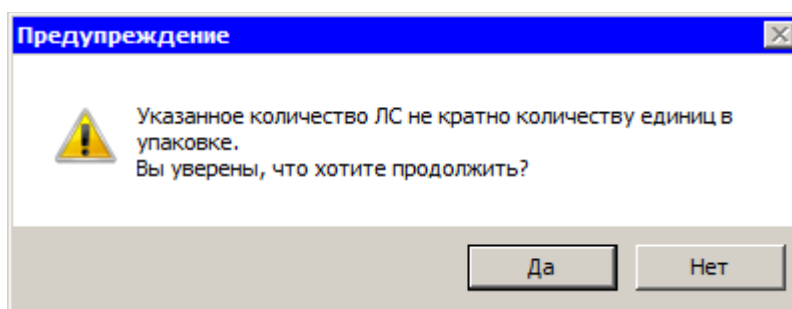 Предупреждение
Указанное количество ЛС не кратно количеству единиц в
упаковке.
Вы уверены, что хотите продолжить?
Да
Нет